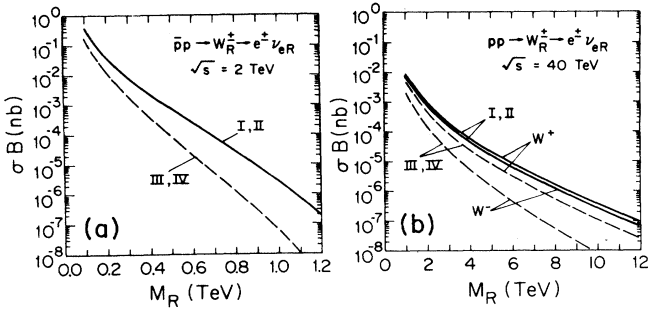 p̄p → W_R^± → e^± ν_eR
√s = 2 TeV
I, II
III, IV
(a)
σ B (nb)
10^0
10^-1
10^-2
10^-3
10^-4
10^-5
10^-6
10^-7
10^-8
0.0 0.2 0.4 0.6 0.8 1.0 1.2
M_R (TeV)
pp → W_R^± → e^± ν_eR
√s = 40 TeV
I, II
W^+
III, IV
W^-
(b)
σ B (nb)
10^0
10^-1
10^-2
10^-3
10^-4
10^-5
10^-6
10^-7
10^-8
0 2 4 6 8 10 12
M_R (TeV)